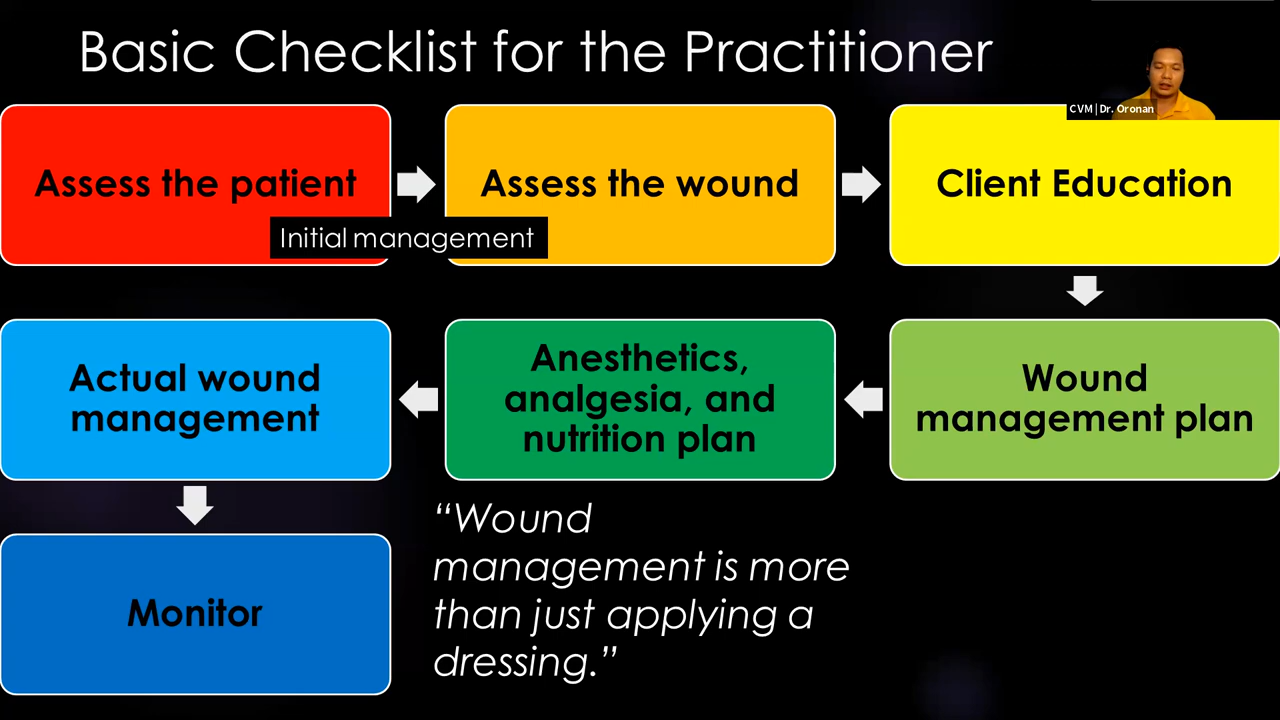 Basic Checklist for the Practitioner
CVM|Dr. Oronan
Assess the patient
Assess the wound
Client Education
Initial management
Actual wound
management
Anesthetics,
analgesia, and
nutrition plan
Wound
management plan
Monitor
“Wound
management is more
than just applying a
dressing.”